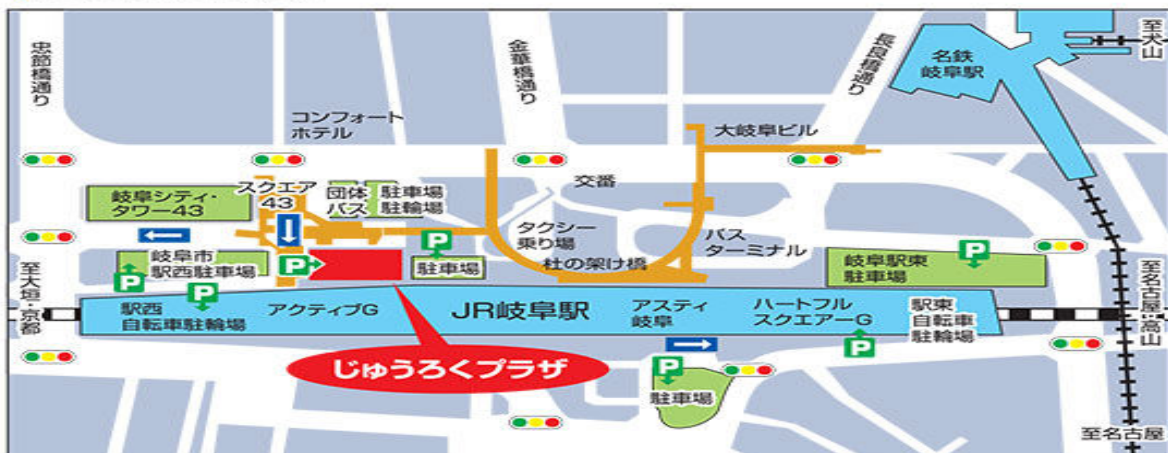 忠節橋通り
金華橋通り
長良橋通り
名鉄
岐阜駅
至犬山
コンフォート
ホテル
大岐阜ビル
岐阜シティ・
タワー43
スクエア
43
団体
バス
駐車場
駐輪場
交番
タクシー
乗り場
バス
ターミナル
杜の架け橋
岐阜市
駅西駐車場
P
P
P
P
駐車場
岐阜駅東
駐車場
P
至大垣・京都
至名古屋・高山
駅西
自転車駐輪場
アクティブG
JR岐阜駅
アスティ
岐阜
ハートフル
スクエアーG
駅東
自転車
駐輪場
P
じゅうろくプラザ
P
駐車場
至名古屋